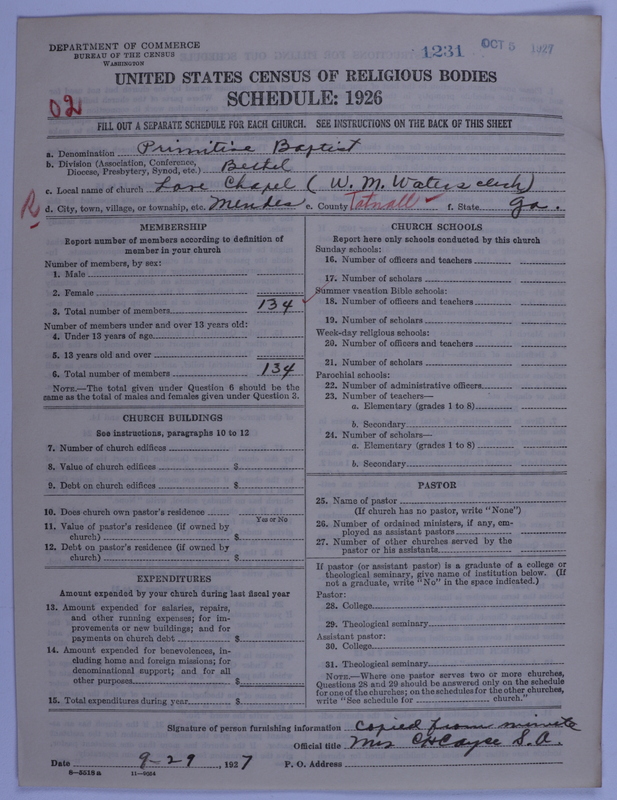 DEPARTMENT OF COMMERCE
BUREAU OF THE CENSUS
WASHINGTON
1231
OCT 5 1927
UNITED STATES CENSUS OF RELIGIOUS BODIES
SCHEDULE: 1926
02
FILL OUT A SEPARATE SCHEDULE FOR EACH CHURCH. SEE INSTRUCTIONS ON THE BACK OF THIS SHEET
a. Denomination Primitive Baptist
b. Division (Association, Conference, Diocese, Presbytery, Synod, etc.) Bethel
c. Local name of church Love Chapel (W. M. Waters clerk)
R d. City, town, village, or township, etc. Mendes e. County Tatnall f. State Ga.
MEMBERSHIP
Report number of members according to definition of
member in your church
Number of members, by sex:
1. Male
2. Female
3. Total number of members 134
Number of members under and over 13 years old:
4. Under 13 years of age
5. 13 years old and over
6. Total number of members 134
NOTE.—The total given under Question 6 should be the
same as the total of males and females given under Question 3.
CHURCH BUILDINGS
See instructions, paragraphs 10 to 12
7. Number of church edifices
8. Value of church edifices $
9. Debt on church edifices $
10. Does church own pastor's residence
Yes or No
11. Value of pastor's residence (if owned by
church) $
12. Debt on pastor's residence (if owned by
church) $
EXPENDITURES
Amount expended by your church during last fiscal year
13. Amount expended for salaries, repairs,
and other running expenses; for im-
provements or new buildings; and for
payments on church debt $
14. Amount expended for benevolences, in-
cluding home and foreign missions; for
denominational support; and for all
other purposes $
15. Total expenditures during year $
CHURCH SCHOOLS
Report here only schools conducted by this church
Sunday schools:
16. Number of officers and teachers
17. Number of scholars
Summer vacation Bible schools:
18. Number of officers and teachers
19. Number of scholars
Week-day religious schools:
20. Number of officers and teachers
21. Number of scholars
Parochial schools:
22. Number of administrative officers
23. Number of teachers—
a. Elementary (grades 1 to 8)
b. Secondary
24. Number of scholars—
a. Elementary (grades 1 to 8)
b. Secondary
PASTOR
25. Name of pastor
(If church has no pastor, write "None")
26. Number of ordained ministers, if any, em-
ployed as assistant pastors
27. Number of other churches served by the
pastor or his assistants
If pastor (or assistant pastor) is a graduate of a college or
theological seminary, give name of institution below. (If
not a graduate, write "No" in the space indicated.)
Pastor:
28. College
29. Theological seminary
Assistant pastor:
30. College
31. Theological seminary
NOTE.—Where one pastor serves two or more churches,
Questions 28 and 29 should be answered only on the schedule
for one of the churches; on the schedules for the other churches,
write "See schedule for church."
Signature of person furnishing information Copied from minute
Official title Mrs CH Cayce S.A.
Date 9-29, 1927 P. O. Address
8—5518 a 11—9064